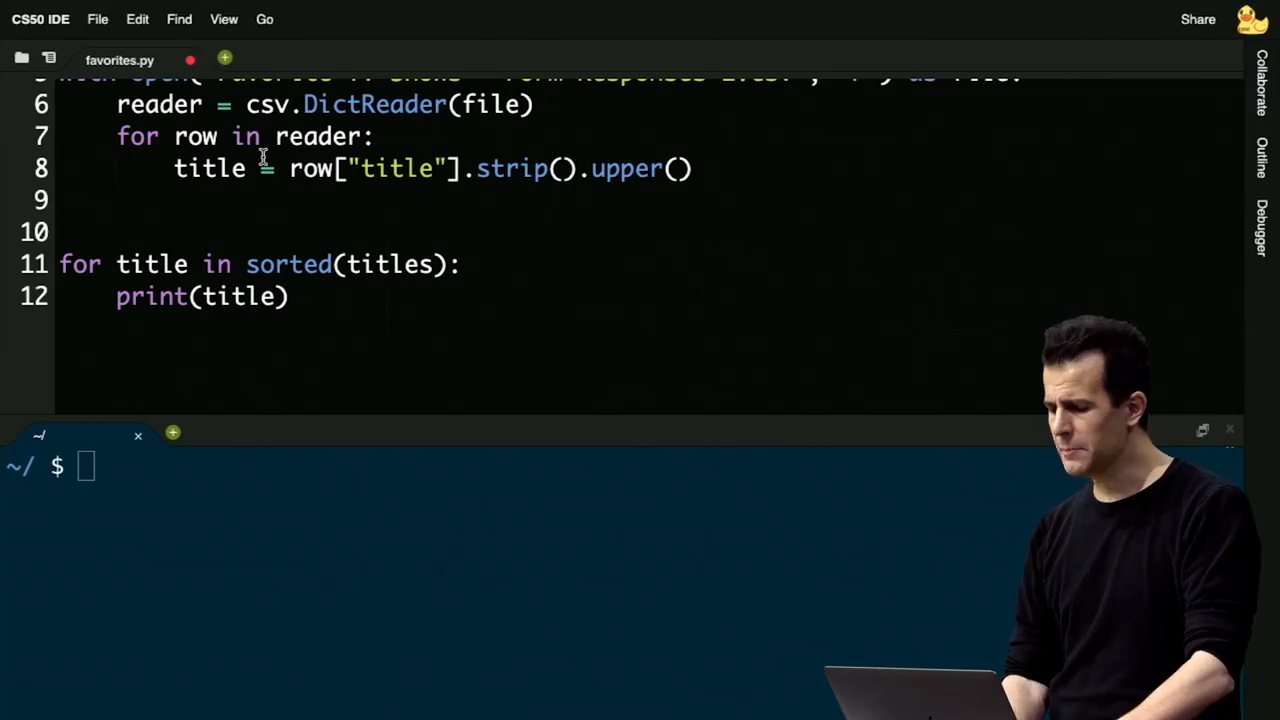 CS50 IDE File Edit Find View Go Share
favorites.py
6 reader = csv.DictReader(file)
7 for row in reader:
8 title = row["title"].strip().upper()
9
10
11 for title in sorted(titles):
12 print(title)
~/
~/ $
Collaborate
Outline
Debugger